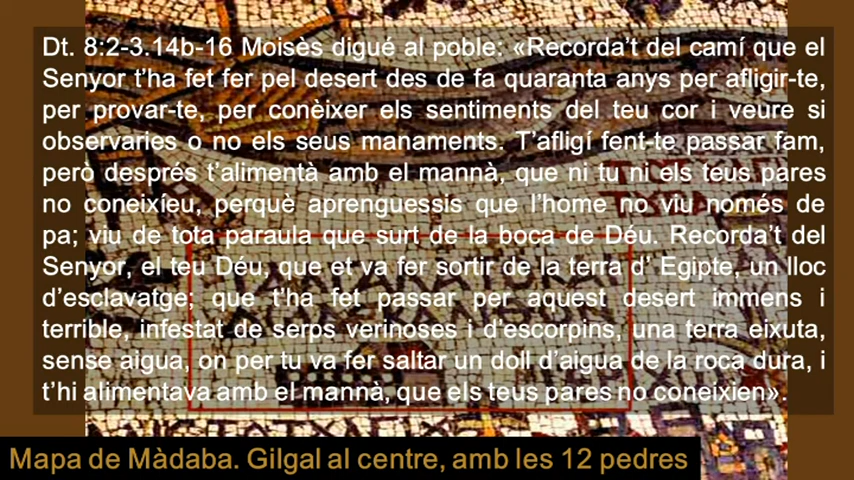 Dt. 8:2-3.14b-16 Moisès digué al poble: «Recorda't del camí que el
Senyor t'ha fet fer pel desert des de fa quaranta anys per afligir-te,
per provar-te, per conèixer els sentiments del teu cor i veure si
observaries o no els seus manaments. T'afligí fent-te passar fam,
però després t'alimentà amb el mannà, que ni tu ni els teus pares
no coneixíeu, perquè aprenguessis que l'home no viu només de
pa; viu de tota paraula que surt de la boca de Déu. Recorda't del
Senyor, el teu Déu, que et va fer sortir de la terra d' Egipte, un lloc
d'esclavatge; que t'ha fet passar per aquest desert immens i
terrible, infestat de serps verinoses i d'escorpins, una terra eixuta,
sense aigua, on per tu va fer saltar un doll d'aigua de la roca dura, i
t'hi alimentava amb el mannà, que els teus pares no coneixien».
Mapa de Màdaba. Gilgal al centre, amb les 12 pedres